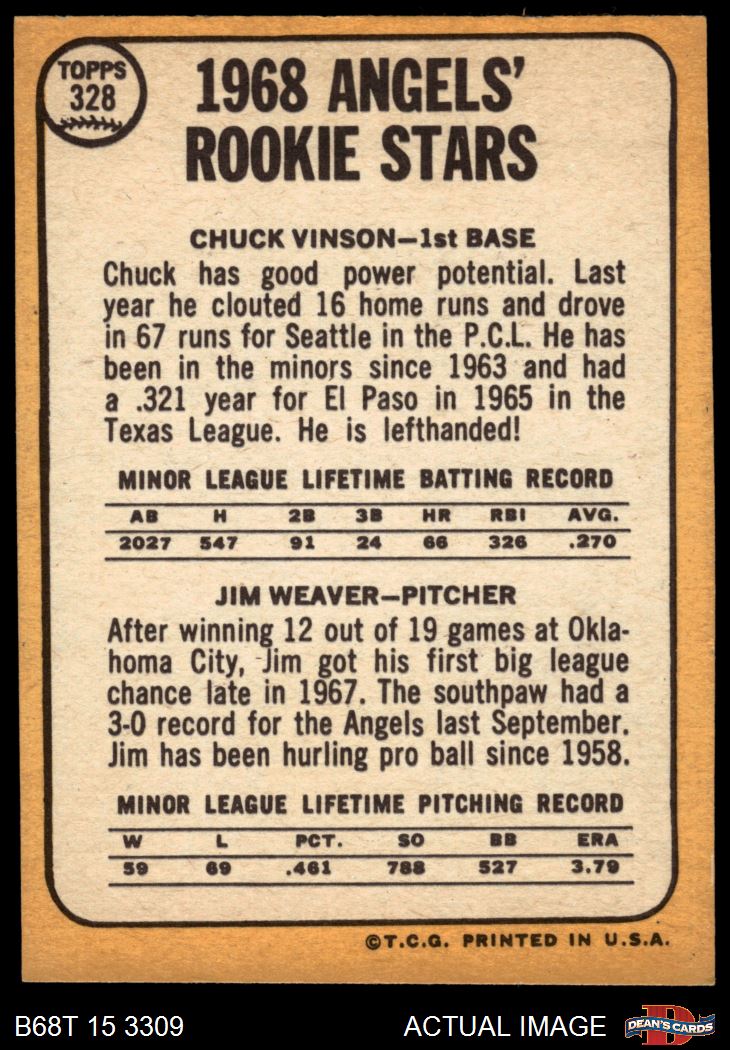 TOPPS
328
1968 ANGELS'
ROOKIE STARS
CHUCK VINSON—1st BASE
Chuck has good power potential. Last
year he clouted 16 home runs and drove
in 67 runs for Seattle in the P.C.L. He has
been in the minors since 1963 and had
a .321 year for El Paso in 1965 in the
Texas League. He is lefthanded!
MINOR LEAGUE LIFETIME BATTING RECORD
AB H 2B 3B HR RBI AVG.
2027 547 91 24 66 326 .270
JIM WEAVER—PITCHER
After winning 12 out of 19 games at Okla-
homa City, Jim got his first big league
chance late in 1967. The southpaw had a
3-0 record for the Angels last September.
Jim has been hurling pro ball since 1958.
MINOR LEAGUE LIFETIME PITCHING RECORD
W L PCT. SO BB ERA
59 69 .461 788 527 3.79
©T.C.G. PRINTED IN U.S.A.
B68T 15 3309 ACTUAL IMAGE
D
DEAN'S CARDS